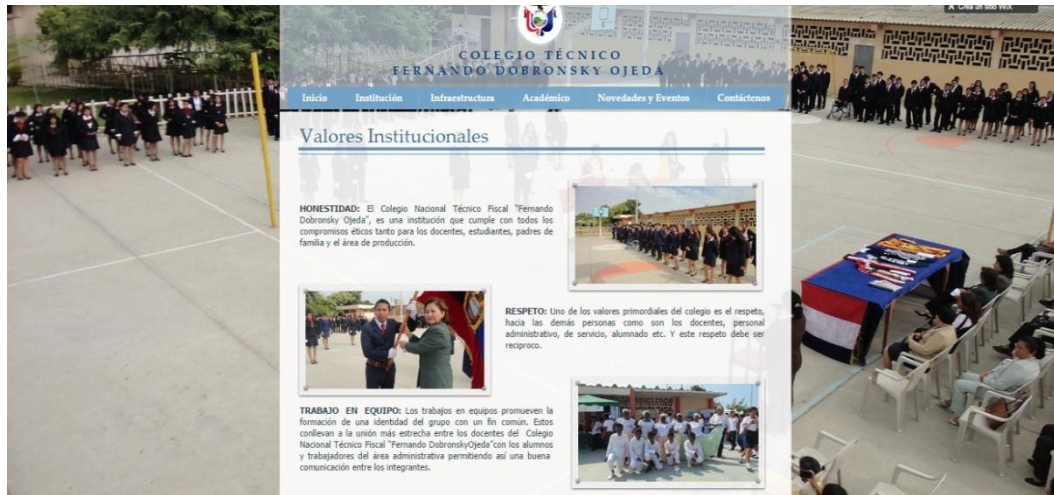 Crea un sitio WiX
COLEGIO TÉCNICO
FERNANDO DOBRONSKY OJEDA
Inicio Institución Infraestructura Académico Novedades y Eventos Contáctenos
Valores Institucionales
HONESTIDAD: El Colegio Nacional Técnico Fiscal "Fernando
Dobronsky Ojeda", es una institución que cumple con todos los
compromisos éticos tanto para los docentes, estudiantes, padres de
familia y el área de producción.
RESPETO: Uno de los valores primordiales del colegio es el respeto,
hacia las demás personas como son los docentes, personal
administrativo, de servicio, alumnado etc. Y este respeto debe ser
reciproco.
TRABAJO EN EQUIPO: Los trabajos en equipos promueven la
formación de una identidad del grupo con un fin común. Estos
conllevan a la unión más estrecha entre los docentes del Colegio
Nacional Técnico Fiscal "Fernando DobronskyOjeda"con los alumnos
y trabajadores del área administrativa permitiendo así una buena
comunicación entre los integrantes.